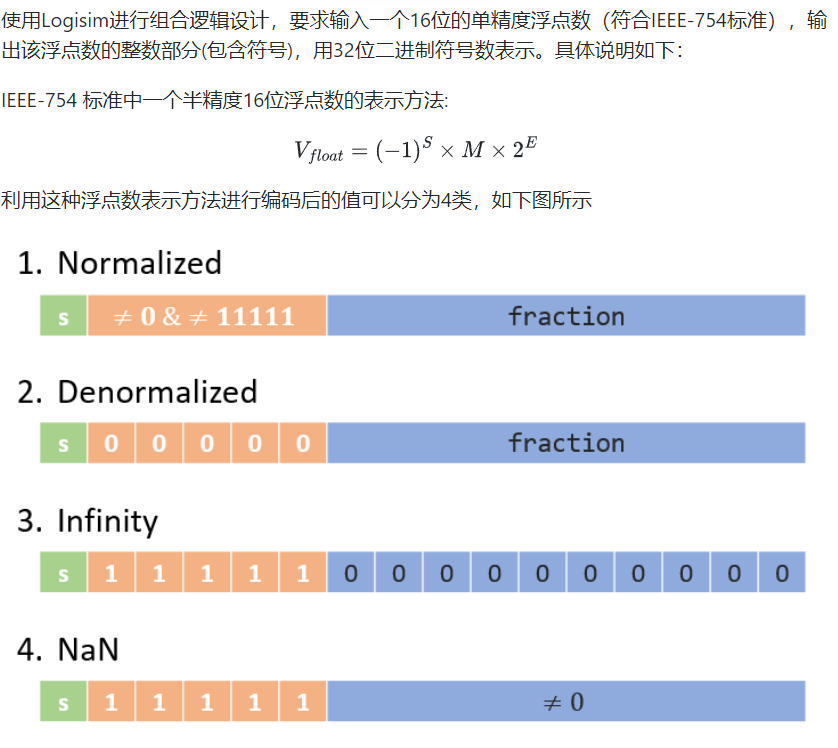 使用Logisim进行组合逻辑设计，要求输入一个16位的单精度浮点数（符合IEEE-754标准），输
出该浮点数的整数部分(包含符号)，用32位二进制符号数表示。具体说明如下：
IEEE-754 标准中一个半精度16位浮点数的表示方法:
V_{float} = (-1)^S × M × 2^E
利用这种浮点数表示方法进行编码后的值可以分为4类，如下图所示
1. Normalized
s ≠ 0 & ≠ 11111 fraction
2. Denormalized
s 0 0 0 0 0 fraction
3. Infinity
s 1 1 1 1 1 0 0 0 0 0 0 0 0 0 0
4. NaN
s 1 1 1 1 1 ≠ 0